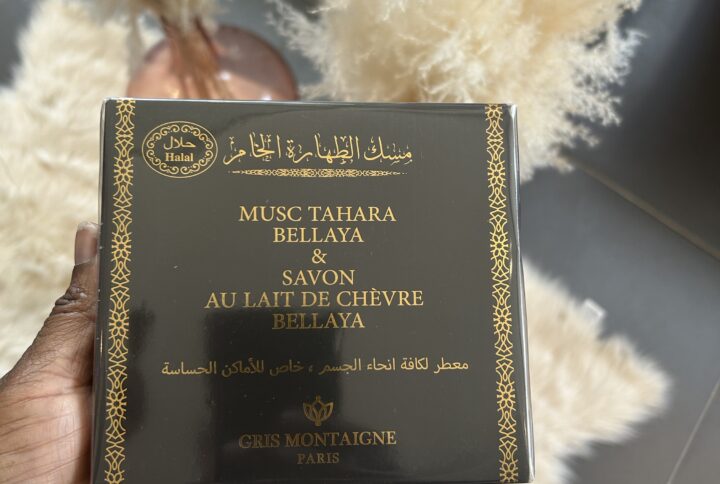 حلال
Halal
مسك الطهارة الخام
MUSC TAHARA
BELLAYA
&
SAVON
AU LAIT DE CHÈVRE
BELLAYA
معطر لكافة انحاء الجسم ، خاص للأماكن الحساسة
GRIS MONTAIGNE
PARIS